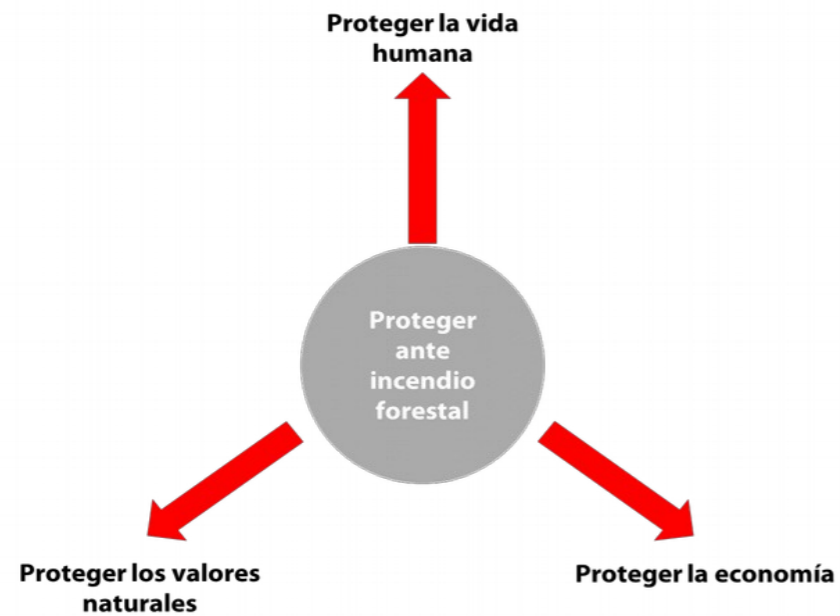 Proteger la vida
humana
Proteger
ante
incendio
forestal
Proteger los valores
naturales
Proteger la economía